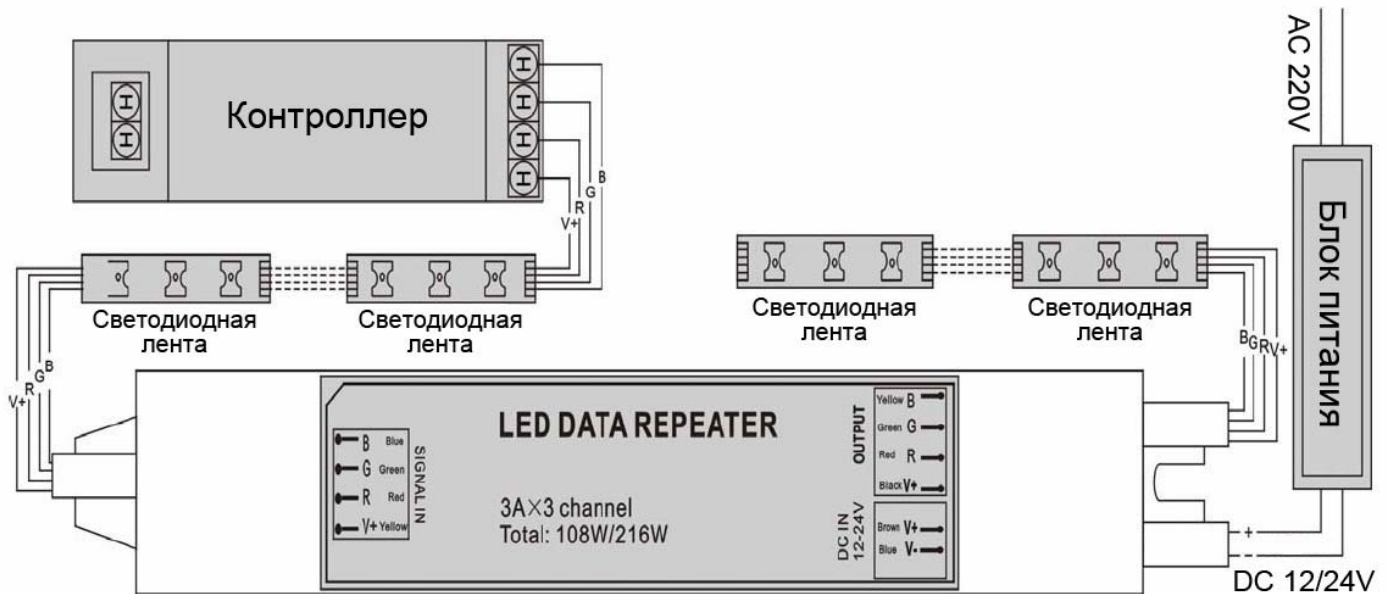 Контроллер
B
G
R
V+
AC 220V
Блок питания
Светодиодная
лента
Светодиодная
лента
Светодиодная
лента
Светодиодная
лента
V+
R
G
B
B
G
R
V+
LED DATA REPEATER
3A×3 channel
Total: 108W/216W
SIGNAL IN
B Blue
G Green
R Red
V+ Yellow
OUTPUT
Yellow B
Green G
Red R
Black V+
DC IN
12-24V
Brown V+
Blue V-
+
-
DC 12/24V